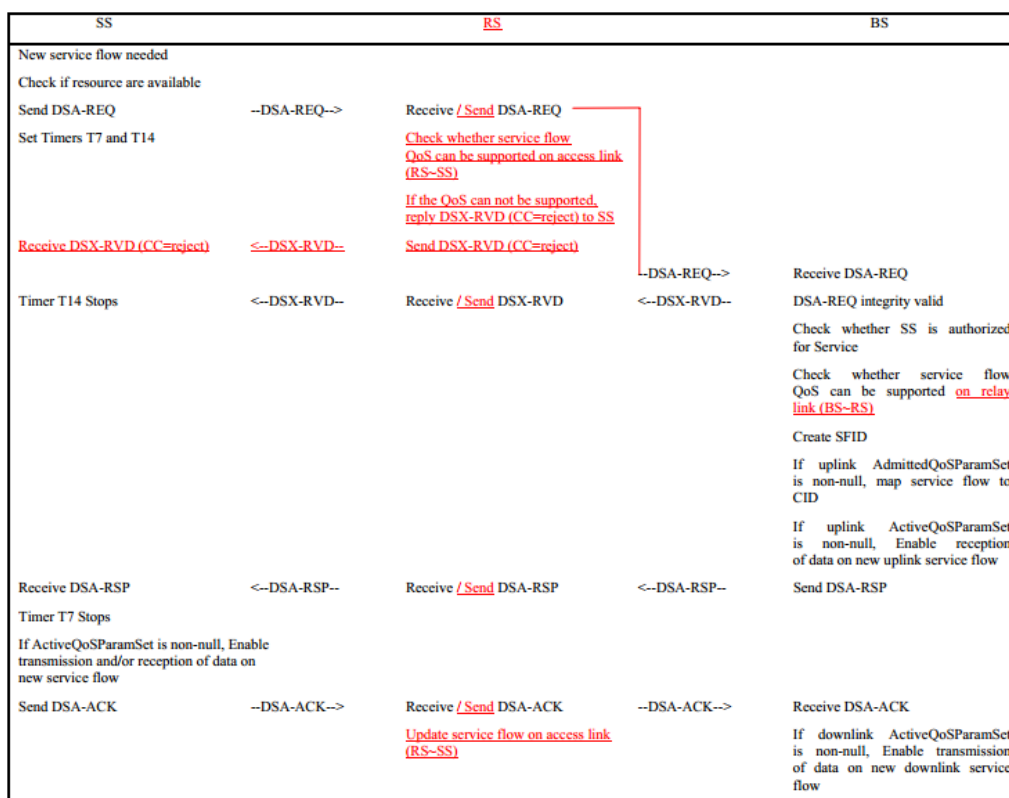 SS RS BS
New service flow needed
Check if resource are available
Send DSA-REQ --DSA-REQ--> Receive / Send DSA-REQ
Set Timers T7 and T14 Check whether service flow
QoS can be supported on access link
(RS~SS)
If the QoS can not be supported,
reply DSX-RVD (CC=reject) to SS
Receive DSX-RVD (CC=reject) <--DSX-RVD-- Send DSX-RVD (CC=reject)
--DSA-REQ--> Receive DSA-REQ
Timer T14 Stops <--DSX-RVD-- Receive / Send DSX-RVD <--DSX-RVD-- DSA-REQ integrity valid
Check whether SS is authorized
for Service
Check whether service flow
QoS can be supported on relay
link (BS~RS)
Create SFID
If uplink AdmittedQoSParamSet
is non-null, map service flow to
CID
If uplink ActiveQoSParamSet
is non-null, Enable reception
of data on new uplink service flow
Receive DSA-RSP <--DSA-RSP-- Receive / Send DSA-RSP <--DSA-RSP-- Send DSA-RSP
Timer T7 Stops
If ActiveQoSParamSet is non-null, Enable
transmission and/or reception of data on
new service flow
Send DSA-ACK --DSA-ACK--> Receive / Send DSA-ACK --DSA-ACK--> Receive DSA-ACK
Update service flow on access link
(RS~SS)
If downlink ActiveQoSParamSet
is non-null, Enable transmission
of data on new downlink service
flow